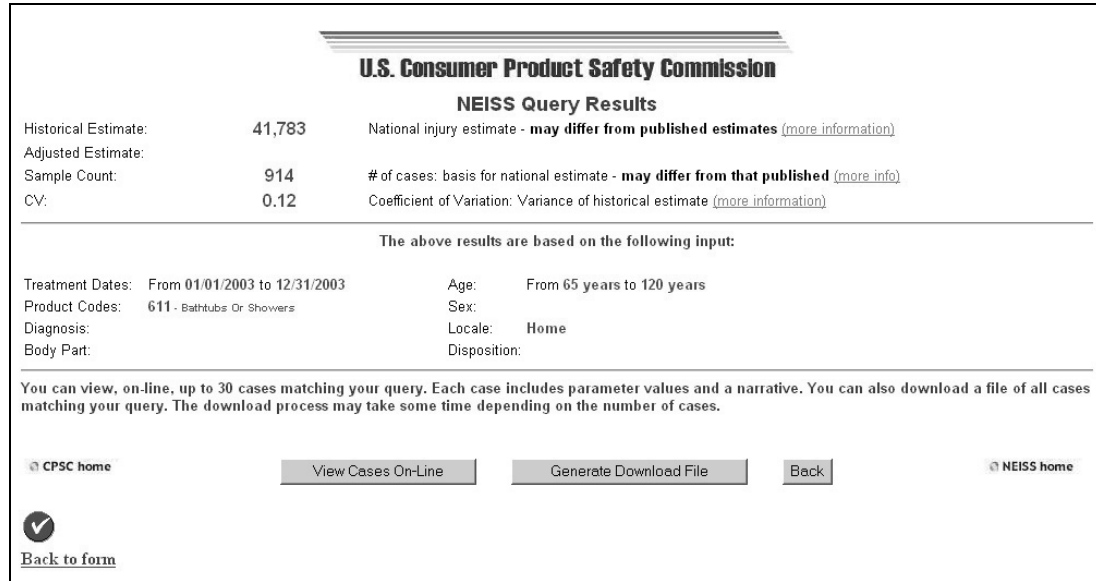 U.S. Consumer Product Safety Commission
NEISS Query Results
Historical Estimate: 41,783 National injury estimate - may differ from published estimates (more information)
Adjusted Estimate:
Sample Count: 914 # of cases: basis for national estimate - may differ from that published (more info)
CV: 0.12 Coefficient of Variation: Variance of historical estimate (more information)
The above results are based on the following input:
Treatment Dates: From 01/01/2003 to 12/31/2003 Age: From 65 years to 120 years
Product Codes: 611 - Bathtubs Or Showers Sex:
Diagnosis: Locale: Home
Body Part: Disposition:
You can view, on-line, up to 30 cases matching your query. Each case includes parameter values and a narrative. You can also download a file of all cases
matching your query. The download process may take some time depending on the number of cases.
CPSC home View Cases On-Line Generate Download File Back NEISS home
Back to form